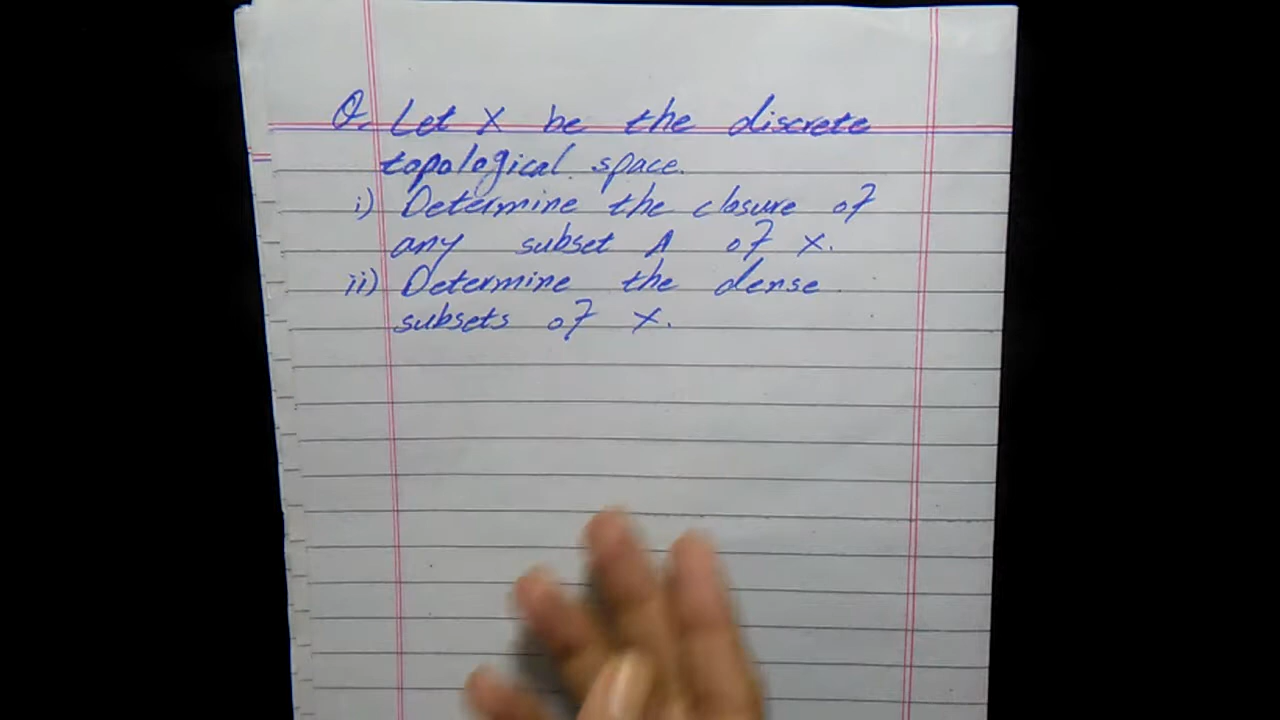 Q. Let X be the discrete
topological space.
i) Determine the closure of
any subset A of X.
ii) Determine the dense
subsets of X.